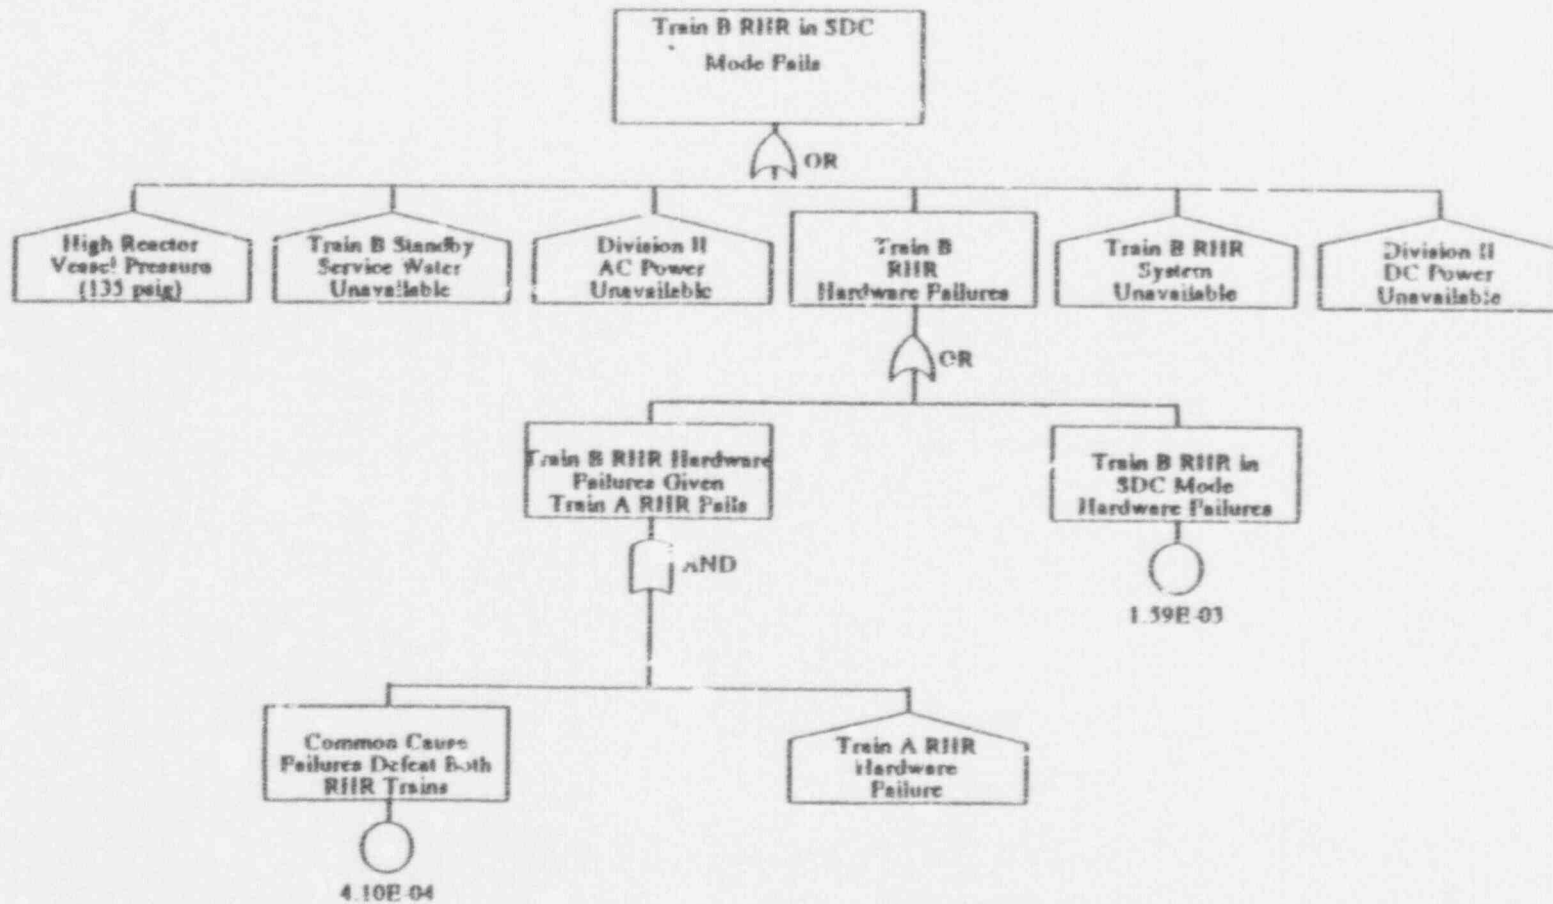 Train B RHR in SDC
Mode Fails
OR
High Reactor
Vessel Pressure
(135 psig)
Train B Standby
Service Water
Unavailable
Division II
AC Power
Unavailable
Train B
RHR
Hardware Failures
Train B RHR
System
Unavailable
Division II
DC Power
Unavailable
OR
Train B RHR Hardware
Failures Given
Train A RHR Fails
Train B RHR in
SDC Mode
Hardware Failures
AND
1.59E-03
Common Cause
Failures Defeat Both
RHR Trains
Train A RHR
Hardware
Failure
4.10E-04